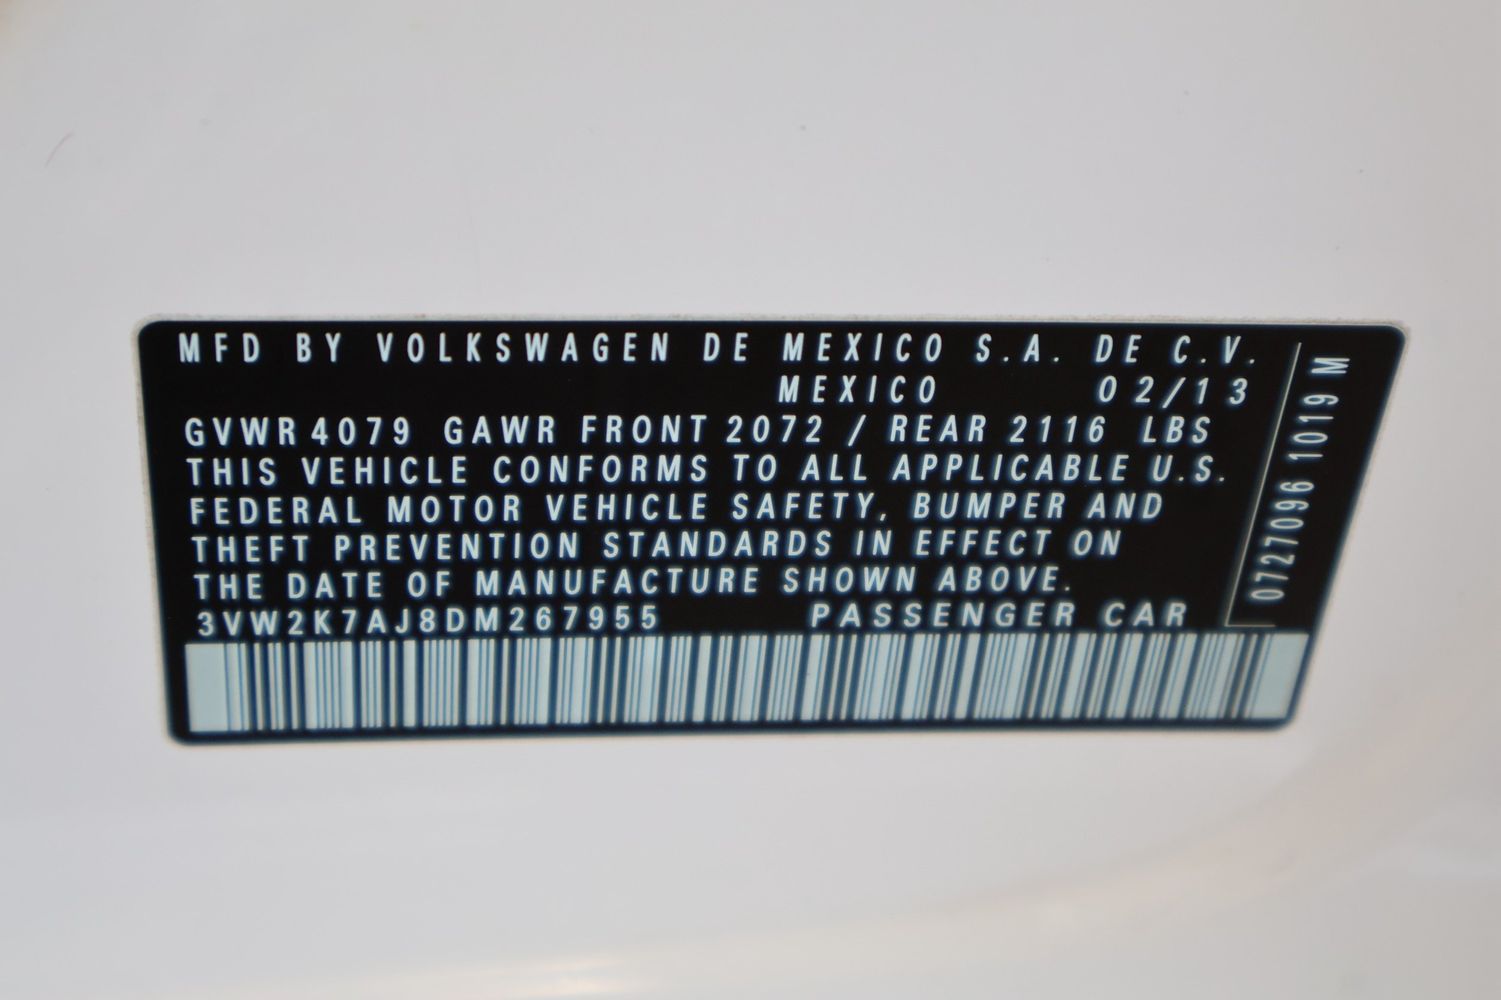 MFD BY VOLKSWAGEN DE MEXICO S.A. DE C.V.
MEXICO 02/13
GVWR 4079 GAWR FRONT 2072 / REAR 2116 LBS
THIS VEHICLE CONFORMS TO ALL APPLICABLE U.S.
FEDERAL MOTOR VEHICLE SAFETY, BUMPER AND
THEFT PREVENTION STANDARDS IN EFFECT ON
THE DATE OF MANUFACTURE SHOWN ABOVE.
3VW2K7AJ8DM267955 PASSENGER CAR
0727096 1019 M